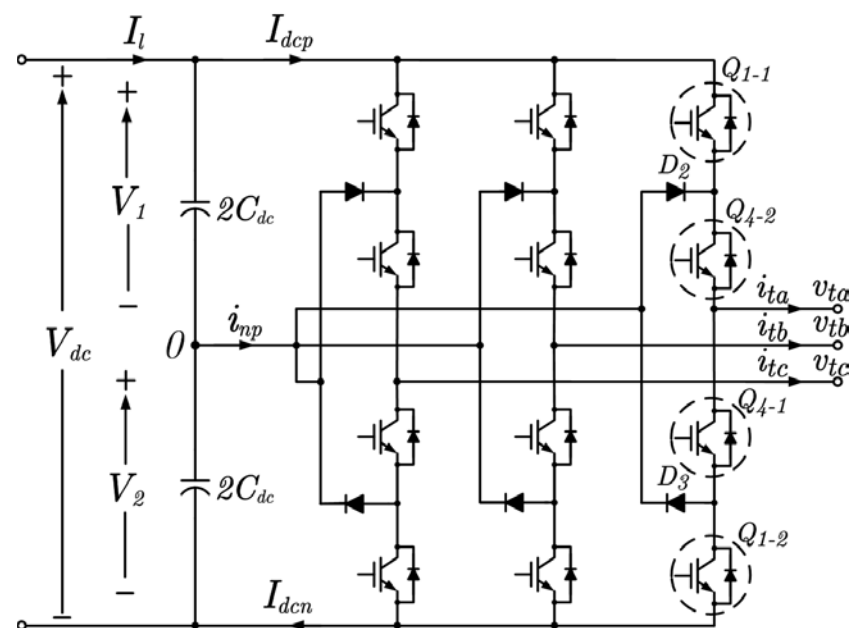 I_l
I_dcp
Q_1-1
+
+
D_2
V_1
2C_dc
Q_4-2
−
i_ta v_ta
V_dc
0
i_np
i_tb v_tb
i_tc v_tc
+
Q_4-1
V_2
2C_dc
D_3
Q_1-2
−
−
I_dcn